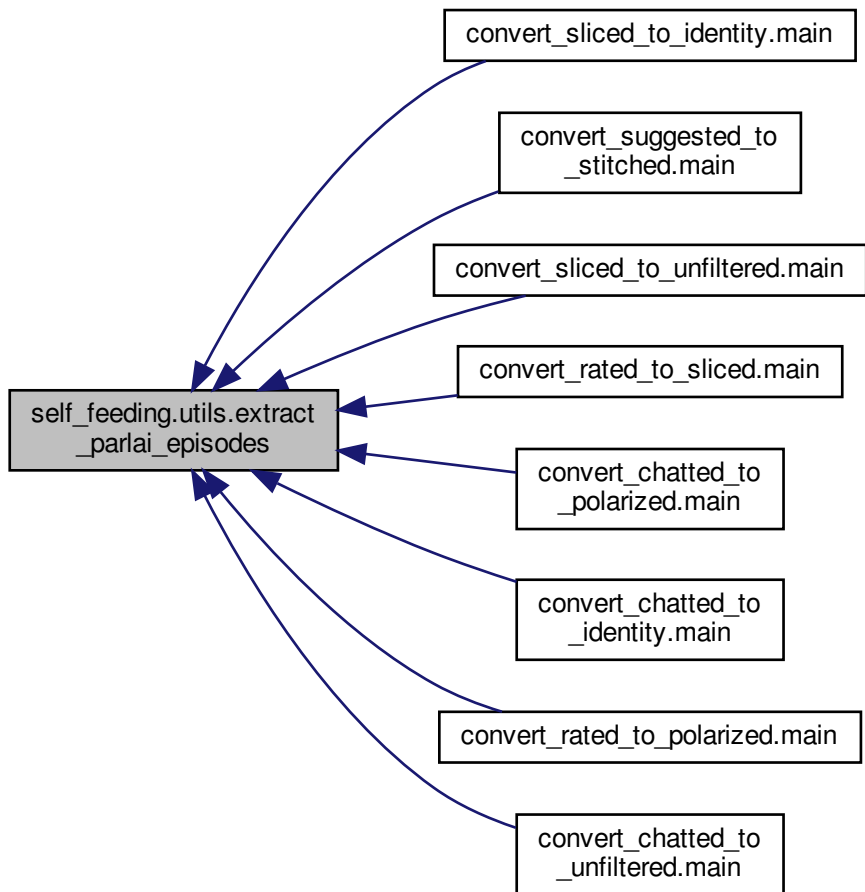 convert_sliced_to_identity.main
convert_suggested_to
_stitched.main
convert_sliced_to_unfiltered.main
convert_rated_to_sliced.main
self_feeding.utils.extract
_parlai_episodes
convert_chatted_to
_polarized.main
convert_chatted_to
_identity.main
convert_rated_to_polarized.main
convert_chatted_to
_unfiltered.main